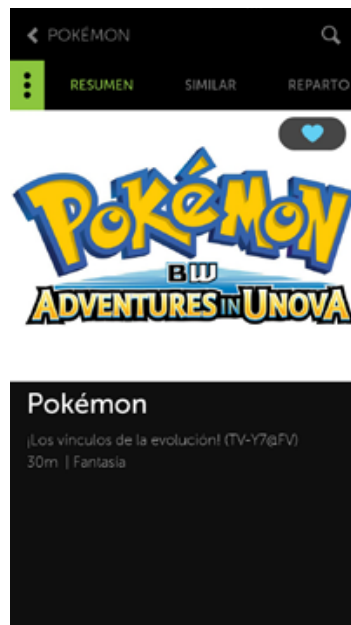 POKÉMON
RESUMEN SIMILAR REPARTO
POKÉMON
BW
ADVENTURES IN UNOVA
Pokémon
¡Los vínculos de la evolución! (TV-Y7@FV)
30m | Fantasía